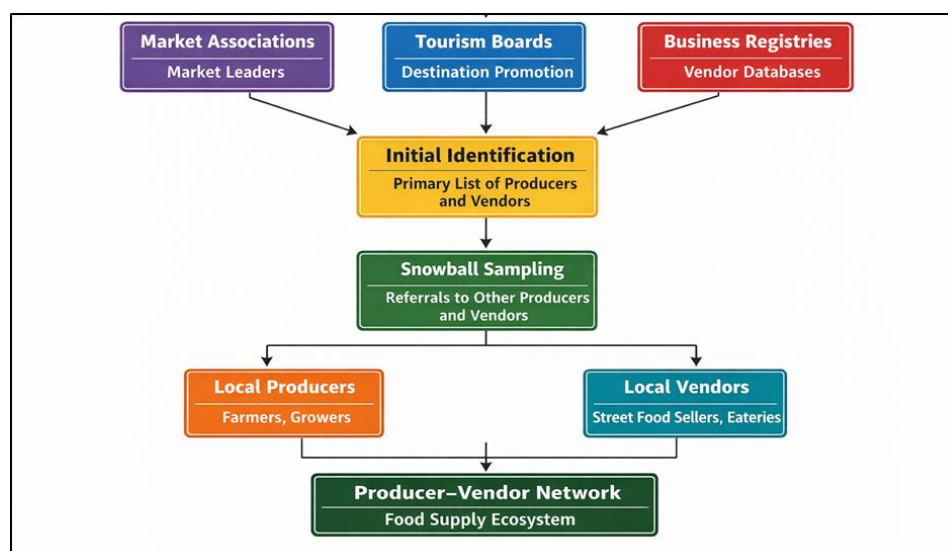 Market Associations
Market Leaders
Tourism Boards
Destination Promotion
Business Registries
Vendor Databases
Initial Identification
Primary List of Producers
and Vendors
Snowball Sampling
Referrals to Other Producers
and Vendors
Local Producers
Farmers, Growers
Local Vendors
Street Food Sellers, Eateries
Producer–Vendor Network
Food Supply Ecosystem